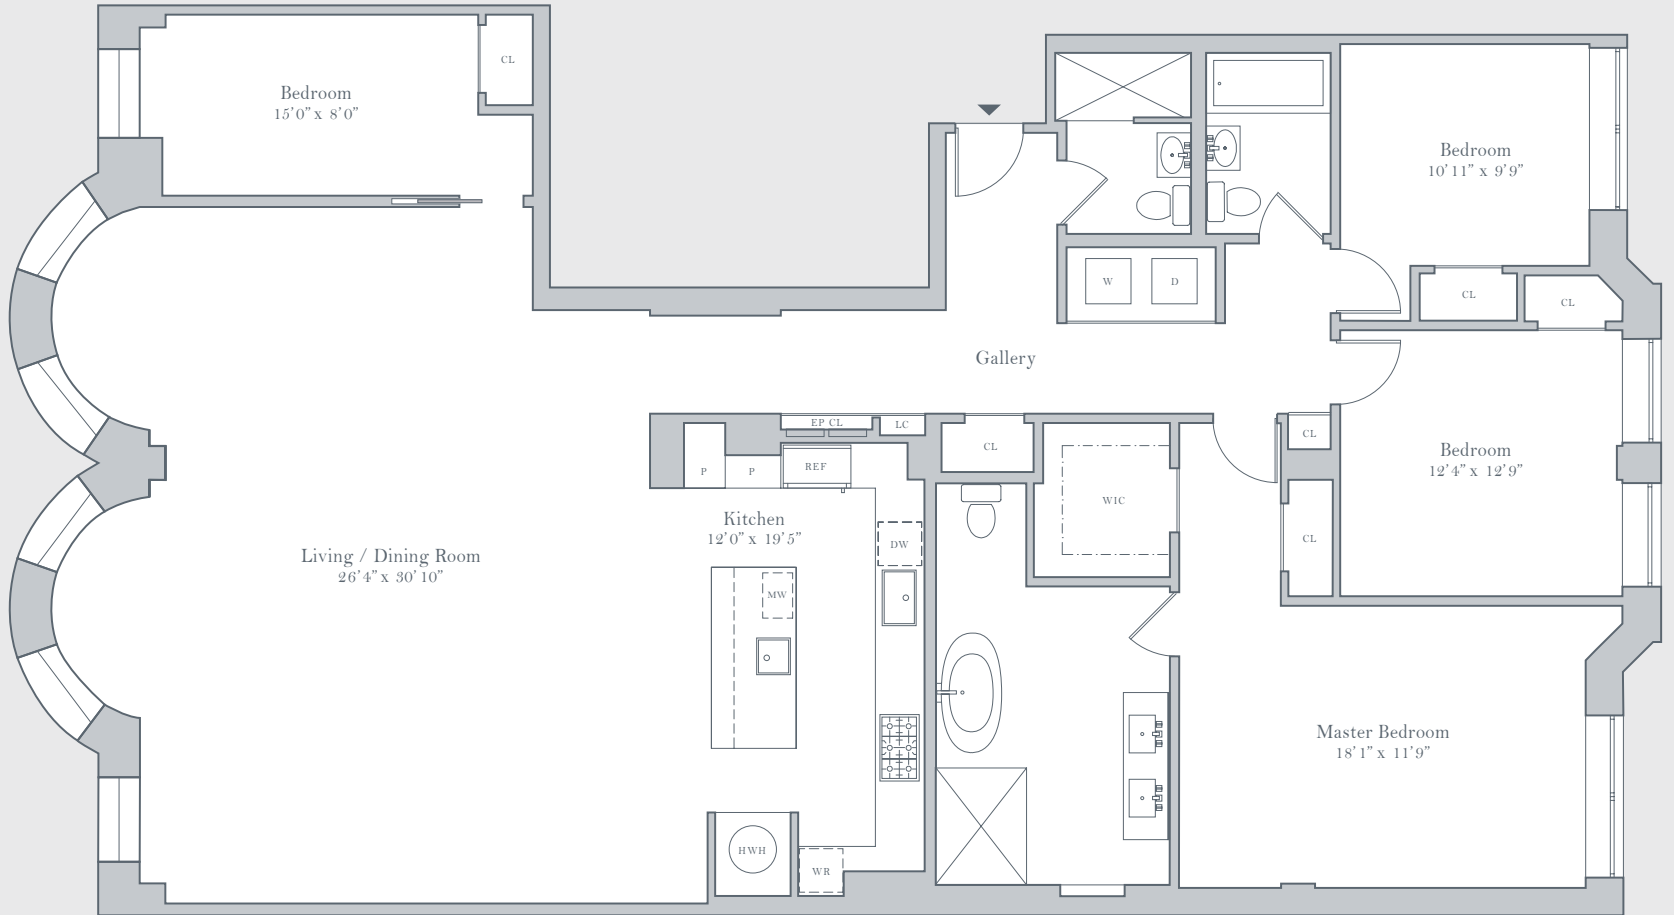 Bedroom
15'0" x 8'0"
CL
Bedroom
10'11" x 9'9"
W
D
CL
CL
Gallery
EP CL
LC
CL
CL
P
P
REF
WIC
Bedroom
12'4" x 12'9"
Kitchen
12'0" x 19'5"
DW
CL
Living / Dining Room
26'4" x 30'10"
MW
Master Bedroom
18'1" x 11'9"
HWH
WR